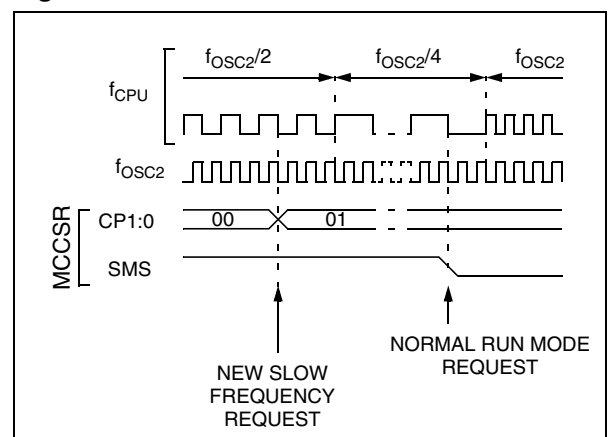 fOSC2/2 fOSC2/4 fOSC2
fCPU
fOSC2
MCCSR
CP1:0 00 01
SMS
NEW SLOW
FREQUENCY
REQUEST
NORMAL RUN MODE
REQUEST